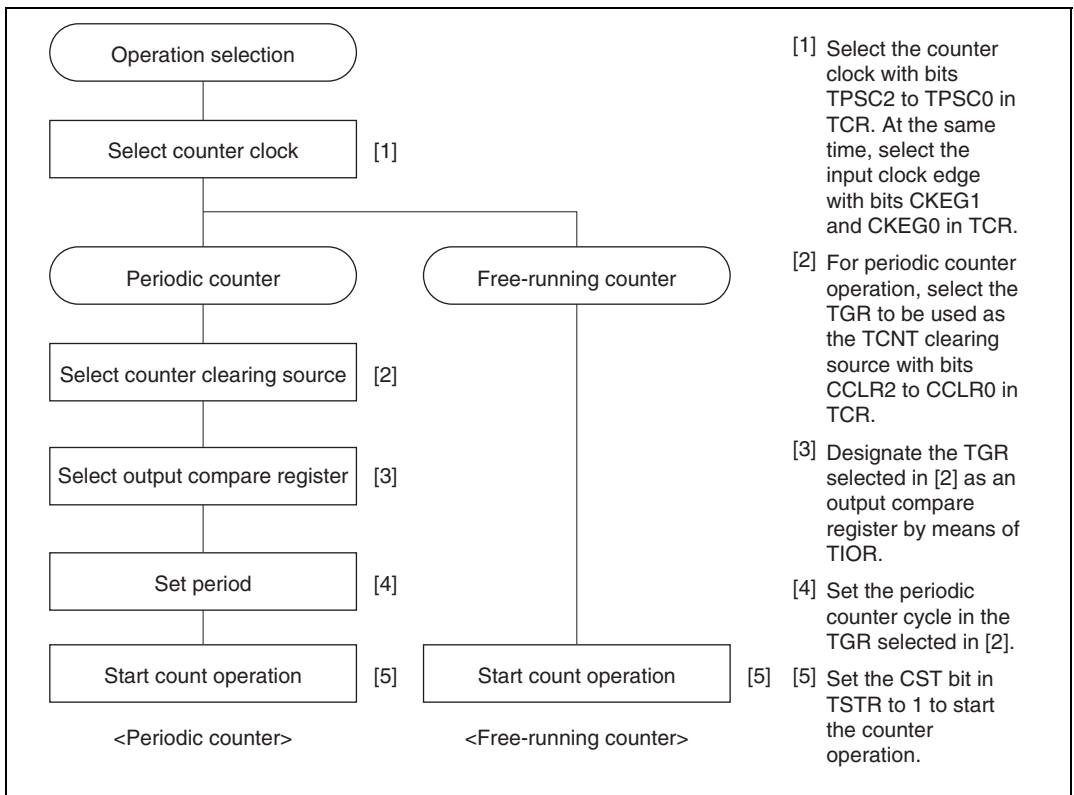 Operation selection
Select counter clock
[1]
Periodic counter
Free-running counter
Select counter clearing source
[2]
Select output compare register
[3]
Set period
[4]
Start count operation
[5]
Start count operation
[5]
<Periodic counter>
<Free-running counter>
[1] Select the counter
clock with bits
TPSC2 to TPSC0 in
TCR. At the same
time, select the
input clock edge
with bits CKEG1
and CKEG0 in TCR.
[2] For periodic counter
operation, select the
TGR to be used as
the TCNT clearing
source with bits
CCLR2 to CCLR0 in
TCR.
[3] Designate the TGR
selected in [2] as an
output compare
register by means of
TIOR.
[4] Set the periodic
counter cycle in the
TGR selected in [2].
[5] Set the CST bit in
TSTR to 1 to start
the counter
operation.